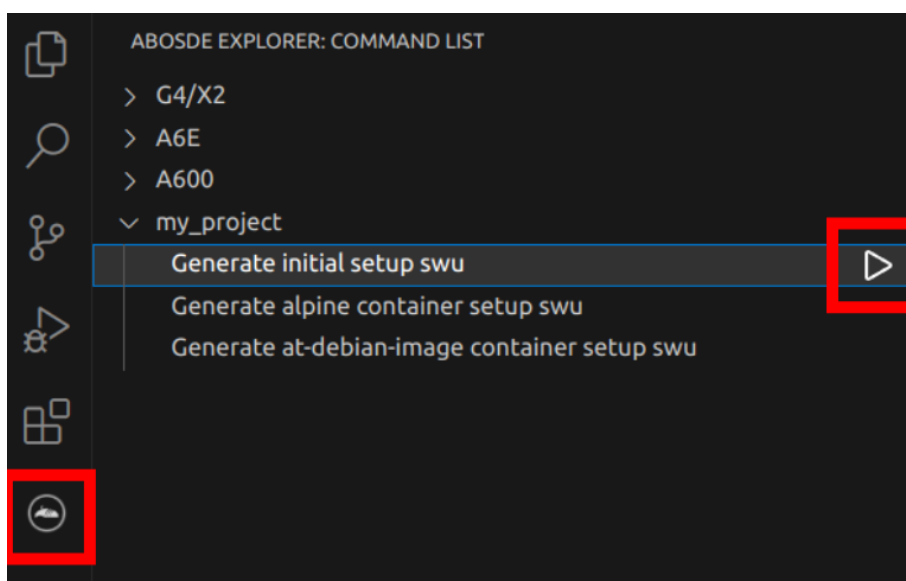 ABOSDE EXPLORER: COMMAND LIST
G4/X2
A6E
A600
my_project
Generate initial setup swu
Generate alpine container setup swu
Generate at-debian-image container setup swu